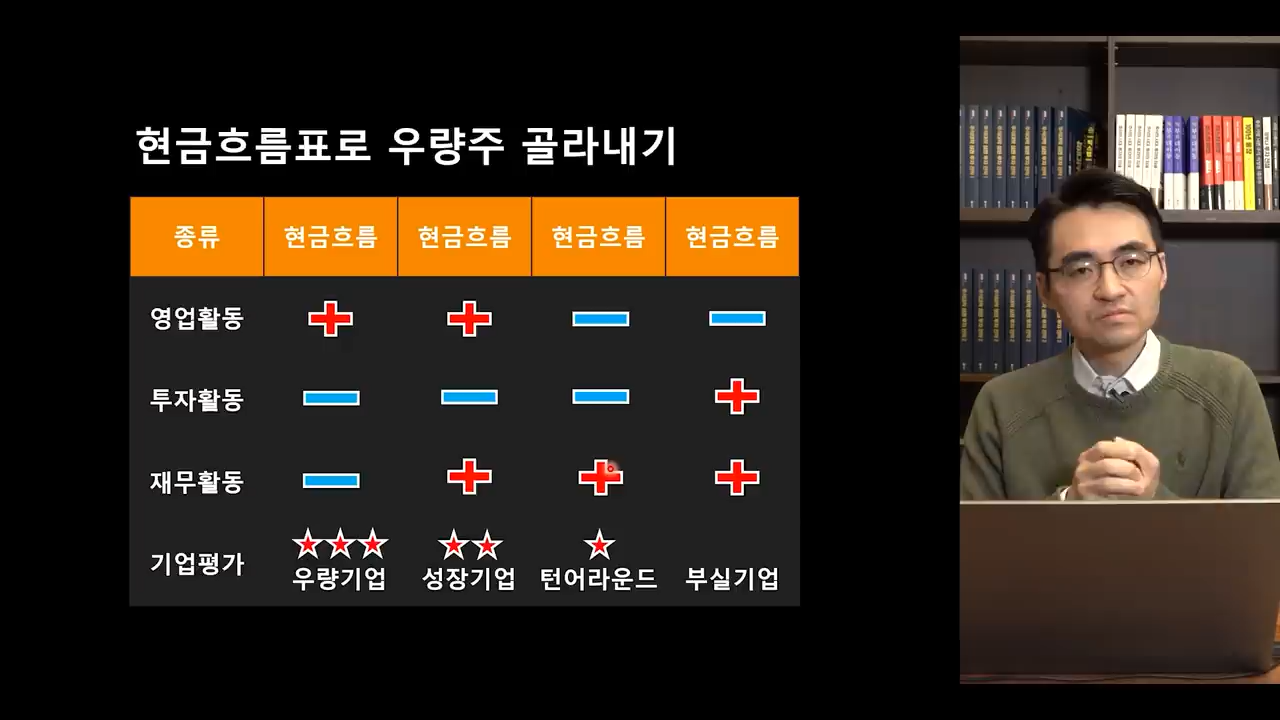 현금흐름표로 우량주 골라내기
종류 현금흐름 현금흐름 현금흐름 현금흐름
영업활동
투자활동
재무활동
기업평가 우량기업 성장기업 턴어라운드 부실기업